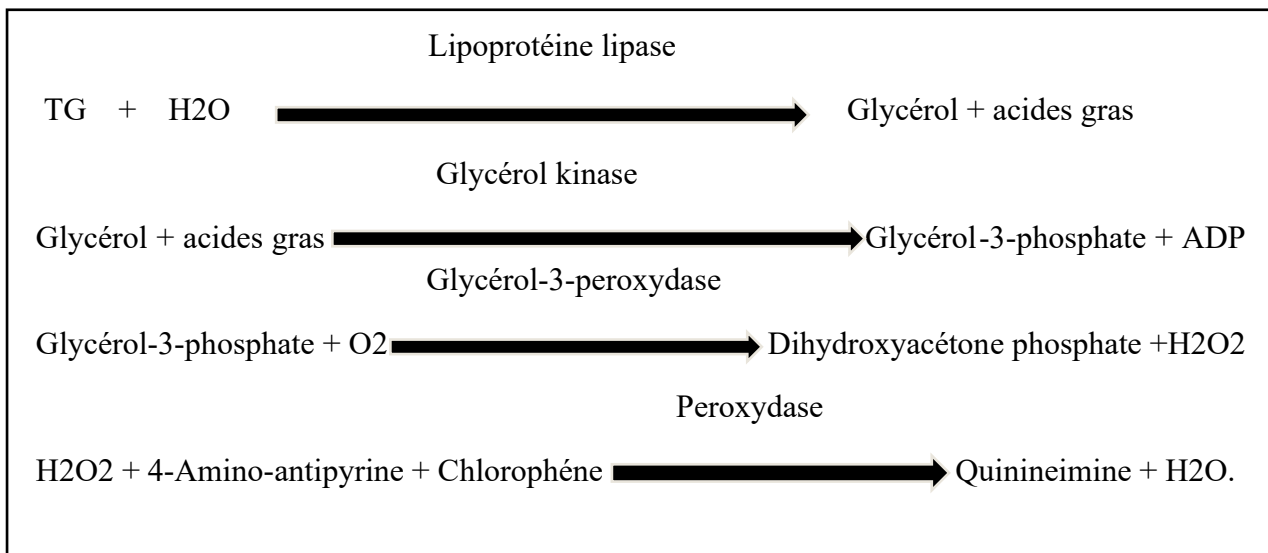 Lipoprotéine lipase
TG + H2O Glycérol + acides gras
Glycérol kinase
Glycérol + acides gras Glycérol-3-phosphate + ADP
Glycérol-3-peroxydase
Glycérol-3-phosphate + O2 Dihydroxyacétone phosphate +H2O2
Peroxydase
H2O2 + 4-Amino-antipyrine + Chlorophéne Quinineimine + H2O.